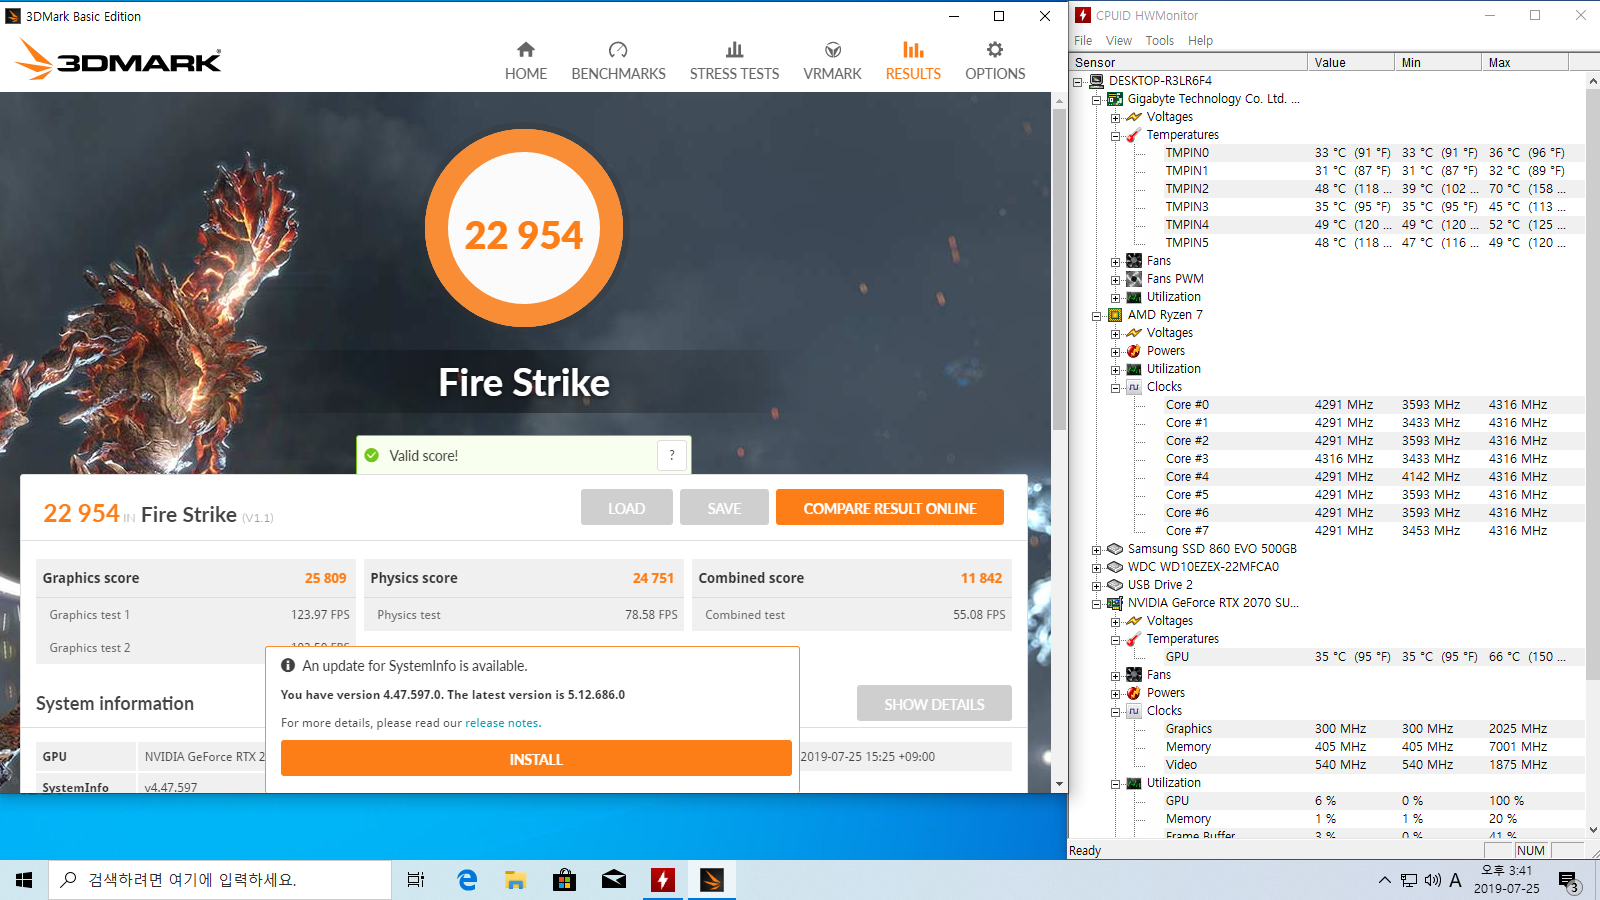 3DMark Basic Edition
3DMARK
HOME
BENCHMARKS
STRESS TESTS
VRMARK
RESULTS
OPTIONS
22 954
Fire Strike
Valid score!
?
22 954 IN Fire Strike (V1.1)
LOAD
SAVE
COMPARE RESULT ONLINE
Graphics score 25 809
Graphics test 1 123.97 FPS
Graphics test 2
Physics score 24 751
Physics test 78.58 FPS
Combined score 11 842
Combined test 55.08 FPS
System information
SHOW DETAILS
GPU NVIDIA GeForce RTX 2
2019-07-25 15:25 +09:00
SystemInfo v4.47.597
An update for SystemInfo is available.
You have version 4.47.597.0. The latest version is 5.12.686.0
For more details, please read our release notes.
INSTALL
CPUID HWMonitor
File View Tools Help
Sensor Value Min Max
DESKTOP-R3LR6F4
Gigabyte Technology Co. Ltd. ...
Voltages
Temperatures
TMPIN0 33 °C (91 °F) 33 °C (91 °F) 36 °C (96 °F)
TMPIN1 31 °C (87 °F) 31 °C (87 °F) 32 °C (89 °F)
TMPIN2 48 °C (118 ... 39 °C (102 ... 70 °C (158 ...
TMPIN3 35 °C (95 °F) 35 °C (95 °F) 45 °C (113 ...
TMPIN4 49 °C (120 ... 49 °C (120 ... 52 °C (125 ...
TMPIN5 48 °C (118 ... 47 °C (116 ... 49 °C (120 ...
Fans
Fans PWM
Utilization
AMD Ryzen 7
Voltages
Powers
Utilization
Clocks
Core #0 4291 MHz 3593 MHz 4316 MHz
Core #1 4291 MHz 3433 MHz 4316 MHz
Core #2 4291 MHz 3593 MHz 4316 MHz
Core #3 4316 MHz 3433 MHz 4316 MHz
Core #4 4291 MHz 4142 MHz 4316 MHz
Core #5 4291 MHz 3593 MHz 4316 MHz
Core #6 4291 MHz 3593 MHz 4316 MHz
Core #7 4291 MHz 3453 MHz 4316 MHz
Samsung SSD 860 EVO 500GB
WDC WD10EZEX-22MFCA0
USB Drive 2
NVIDIA GeForce RTX 2070 SU...
Voltages
Temperatures
GPU 35 °C (95 °F) 35 °C (95 °F) 66 °C (150 ...
Fans
Powers
Clocks
Graphics 300 MHz 300 MHz 2025 MHz
Memory 405 MHz 405 MHz 7001 MHz
Video 540 MHz 540 MHz 1875 MHz
Utilization
GPU 6 % 0 % 100 %
Memory 1 % 1 % 20 %
Frame Buffer 3 % 0 % 41 %
Ready
NUM
검색하려면 여기에 입력하세요.
A
오후 3:41
2019-07-25
3